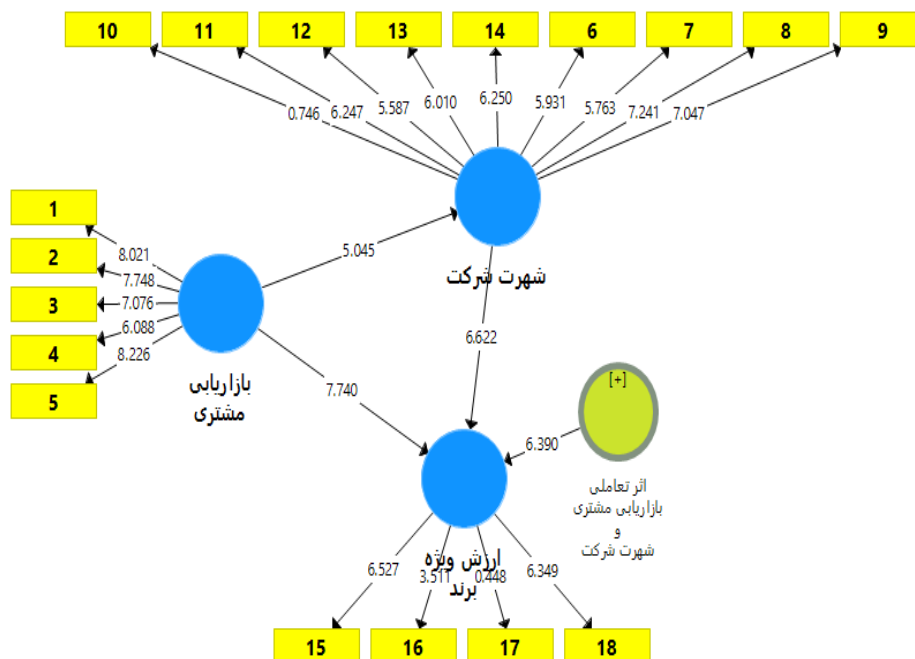 10 11 12 13 14 6 7 8 9
0.746 6.247 5.587 6.010 6.250 5.931 5.763 7.241 7.047
شهرت شرکت
1
2
3
4
5
8.021
7.748
7.076
6.088
8.226
بازاریابی
مشتری
5.045
6.622
7.740
[+]
6.390
اثر تعاملی
بازاریابی مشتری
و
شهرت شرکت
ارزش ویژه
برند
6.527 3.511 0.448 6.349
15 16 17 18